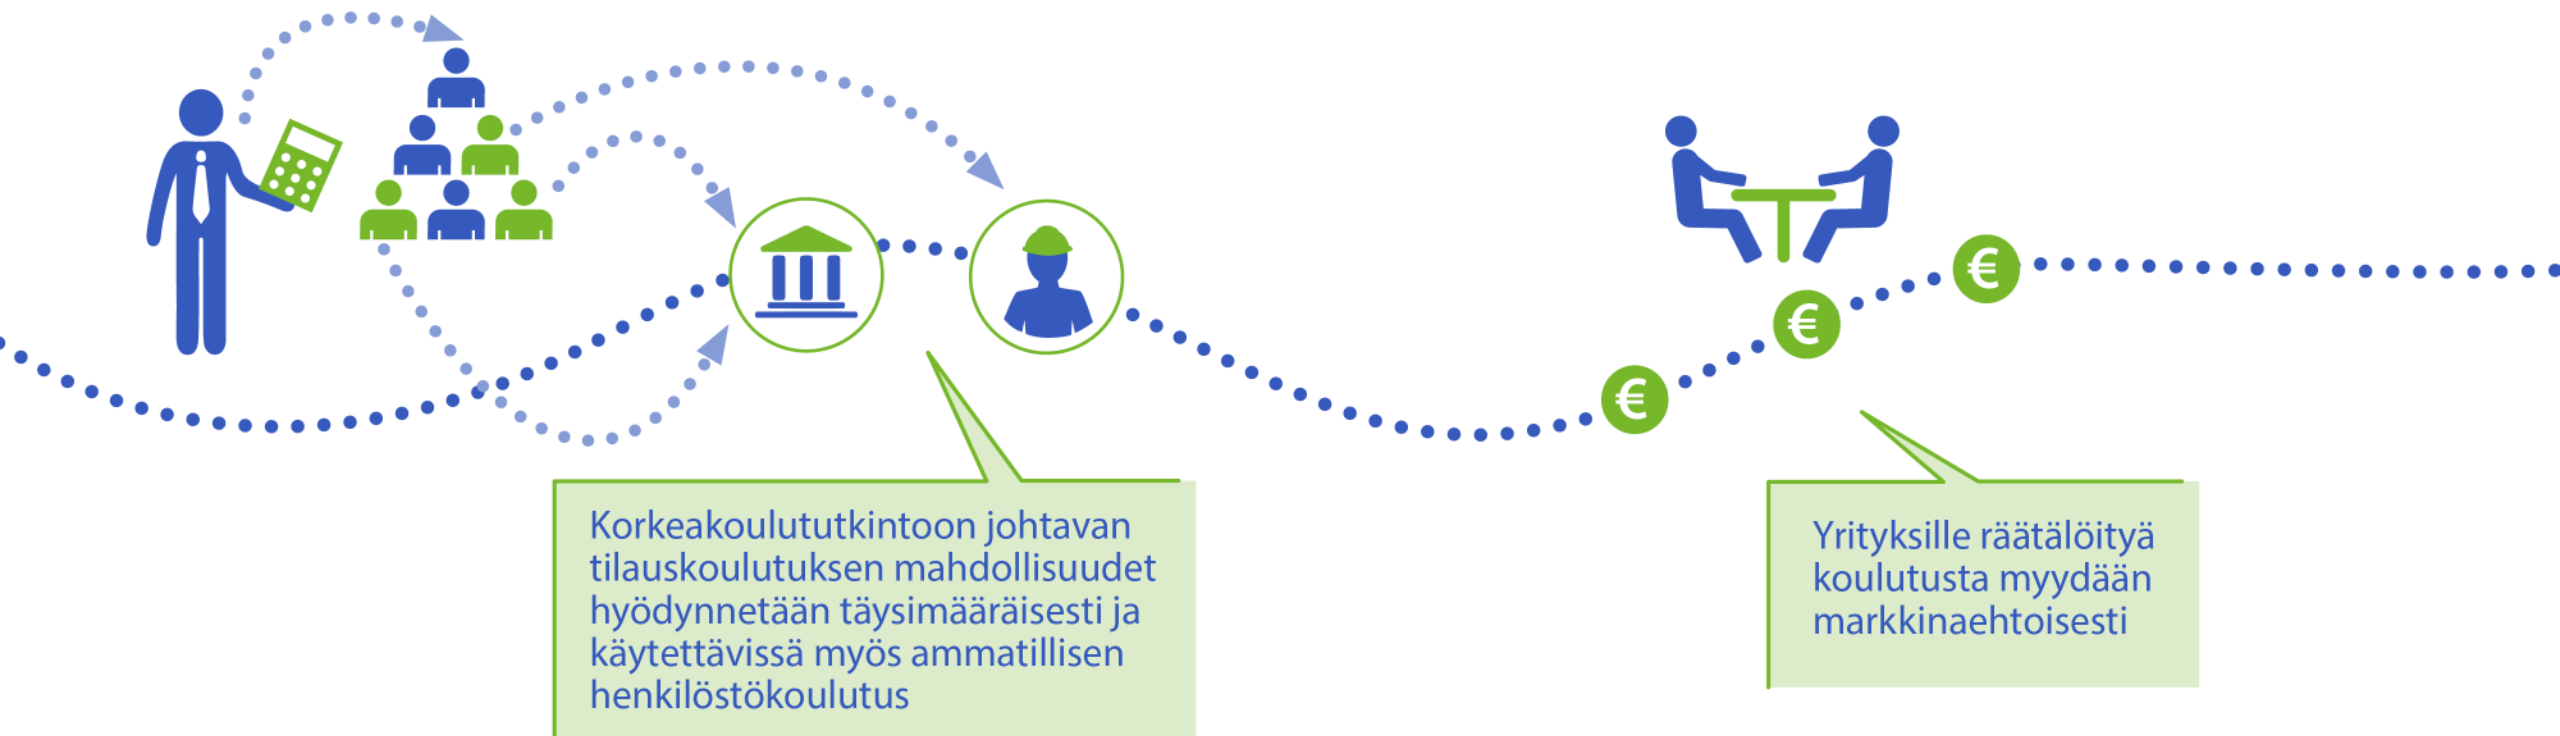 Korkeakoulututkintoon johtavan
tilauskoulutuksen mahdollisuudet
hyödynnetään täysimääräisesti ja
käytettävissä myös ammatillisen
henkilöstökoulutus
€
€
€
Yrityksille räätälöityä
koulutusta myydään
markkinaehtoisesti